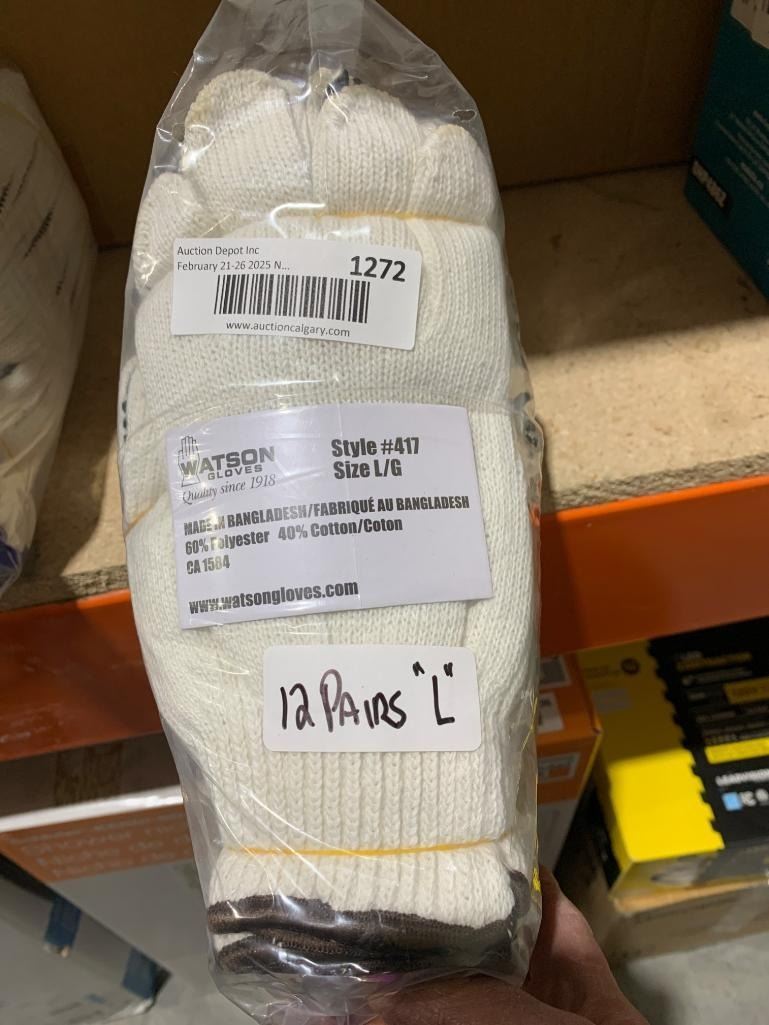 Auction Depot Inc
February 21-26 2025 N...
1272
www.auctioncalgary.com
WATSON
GLOVES
Quality since 1918
Style #417
Size L/G
MADE IN BANGLADESH/FABRIQUÉ AU BANGLADESH
60% Polyester 40% Cotton/Coton
CA 1584
www.watsongloves.com
12 PAIRS "L"